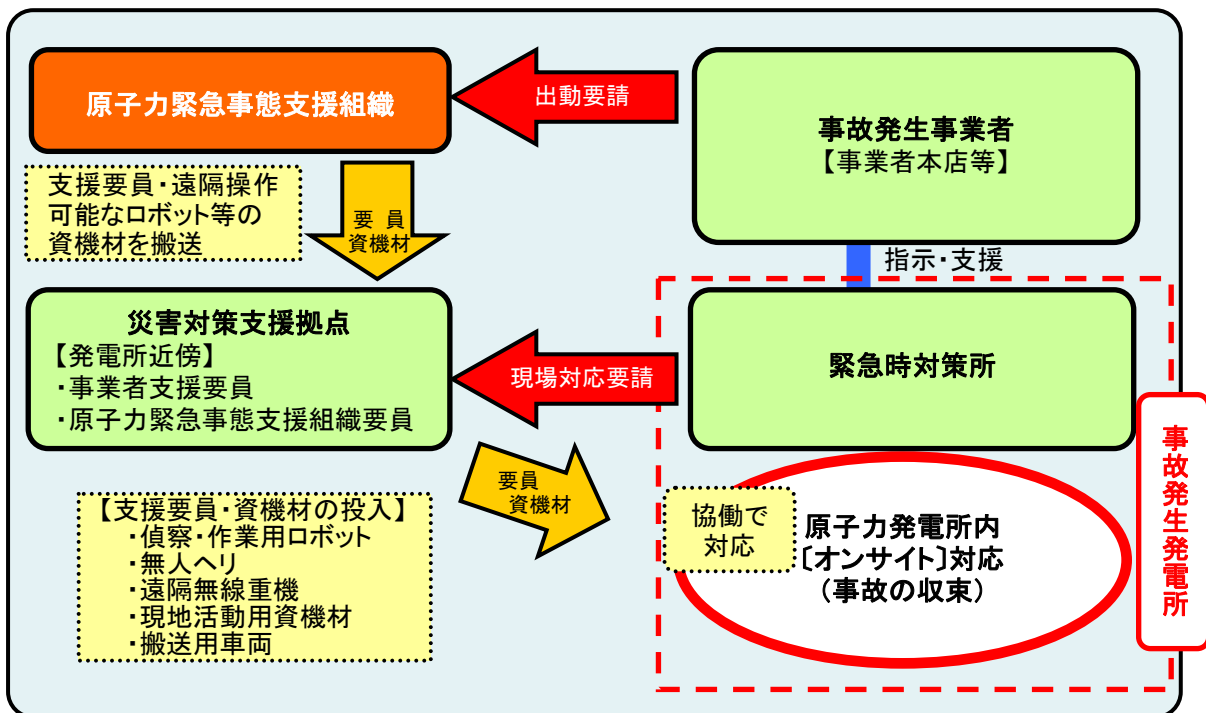 原子力緊急事態支援組織
出動要請
事故発生事業者
【事業者本店等】
支援要員・遠隔操作
可能なロボット等の
資機材を搬送
要 員
資機材
指示・支援
災害対策支援拠点
【発電所近傍】
・事業者支援要員
・原子力緊急事態支援組織要員
現場対応要請
緊急時対策所
事故発生発電所
要員
資機材
【支援要員・資機材の投入】
・偵察・作業用ロボット
・無人ヘリ
・遠隔無線重機
・現地活動用資機材
・搬送用車両
協働で
対応
原子力発電所内
〔オンサイト〕対応
（事故の収束）